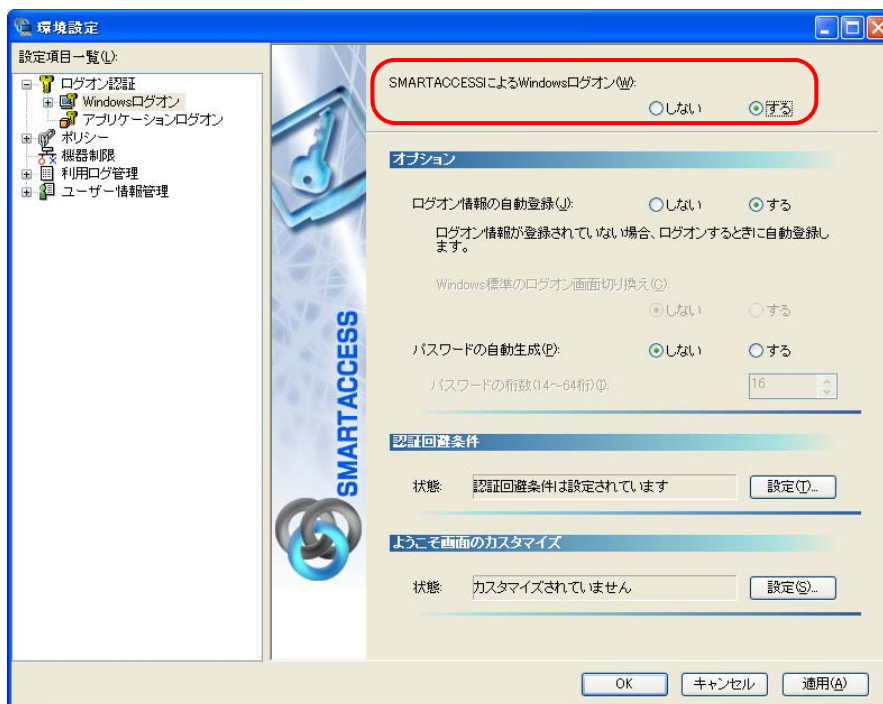 環境設定
設定項目一覧(L):
ログオン認証
Windowsログオン
アプリケーションログオン
ポリシー
機器制限
利用ログ管理
ユーザー情報管理
SMARTACCESS
SMARTACCESSによるWindowsログオン(W):
しない する
オプション
ログオン情報の自動登録(J): しない する
ログオン情報が登録されていない場合、ログオンするときに自動登録し
ます。
Windows標準のログオン画面切り換え(C):
しない する
パスワードの自動生成(P): しない する
パスワードの桁数(14～64桁)(I): 16
認証回避条件
状態: 認証回避条件は設定されています 設定(T)...
ようこそ画面のカスタマイズ
状態: カスタマイズされていません 設定(S)...
OK キャンセル 適用(A)